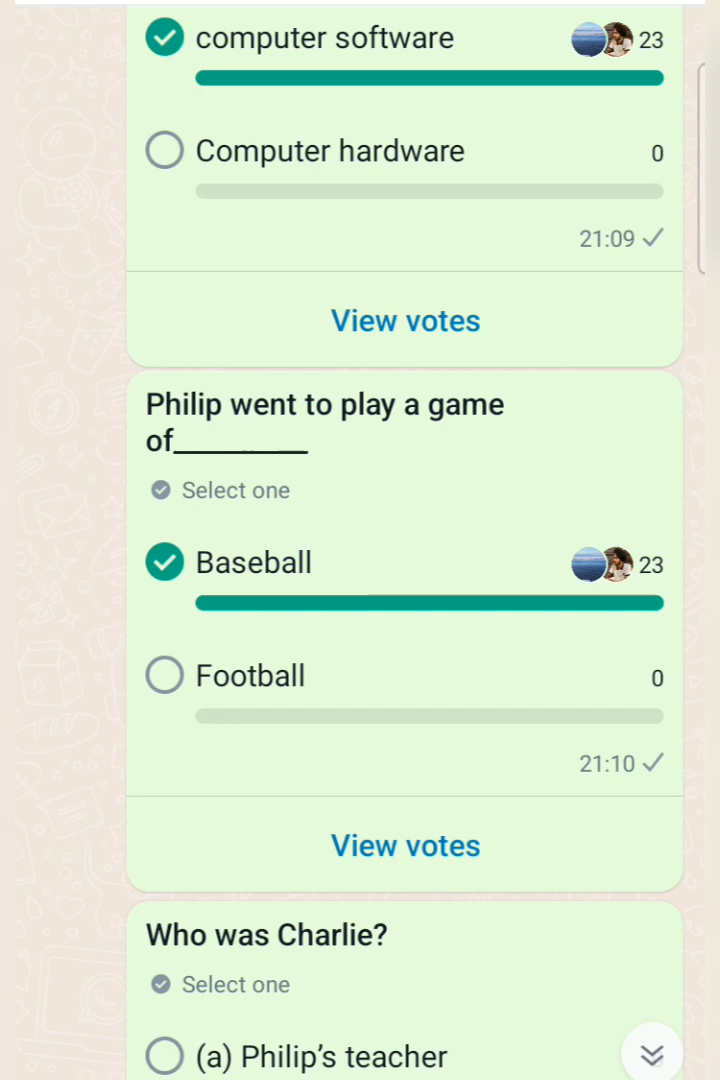 computer software 23
Computer hardware 0
21:09
View votes
Philip went to play a game
of__________
Select one
Baseball 23
Football 0
21:10
View votes
Who was Charlie?
Select one
(a) Philip’s teacher